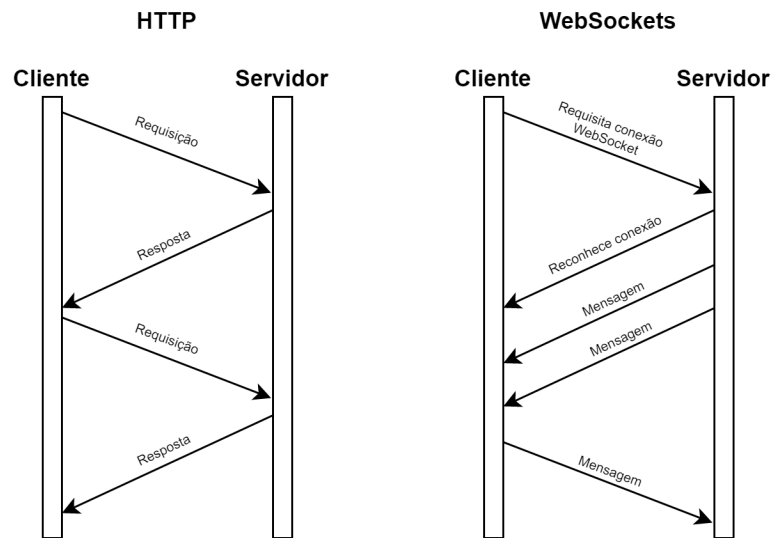 HTTP
Cliente
Servidor
Requisição
Resposta
Requisição
Resposta
WebSockets
Cliente
Servidor
Requisita conexão
WebSocket
Reconhece conexão
Mensagem
Mensagem
Mensagem